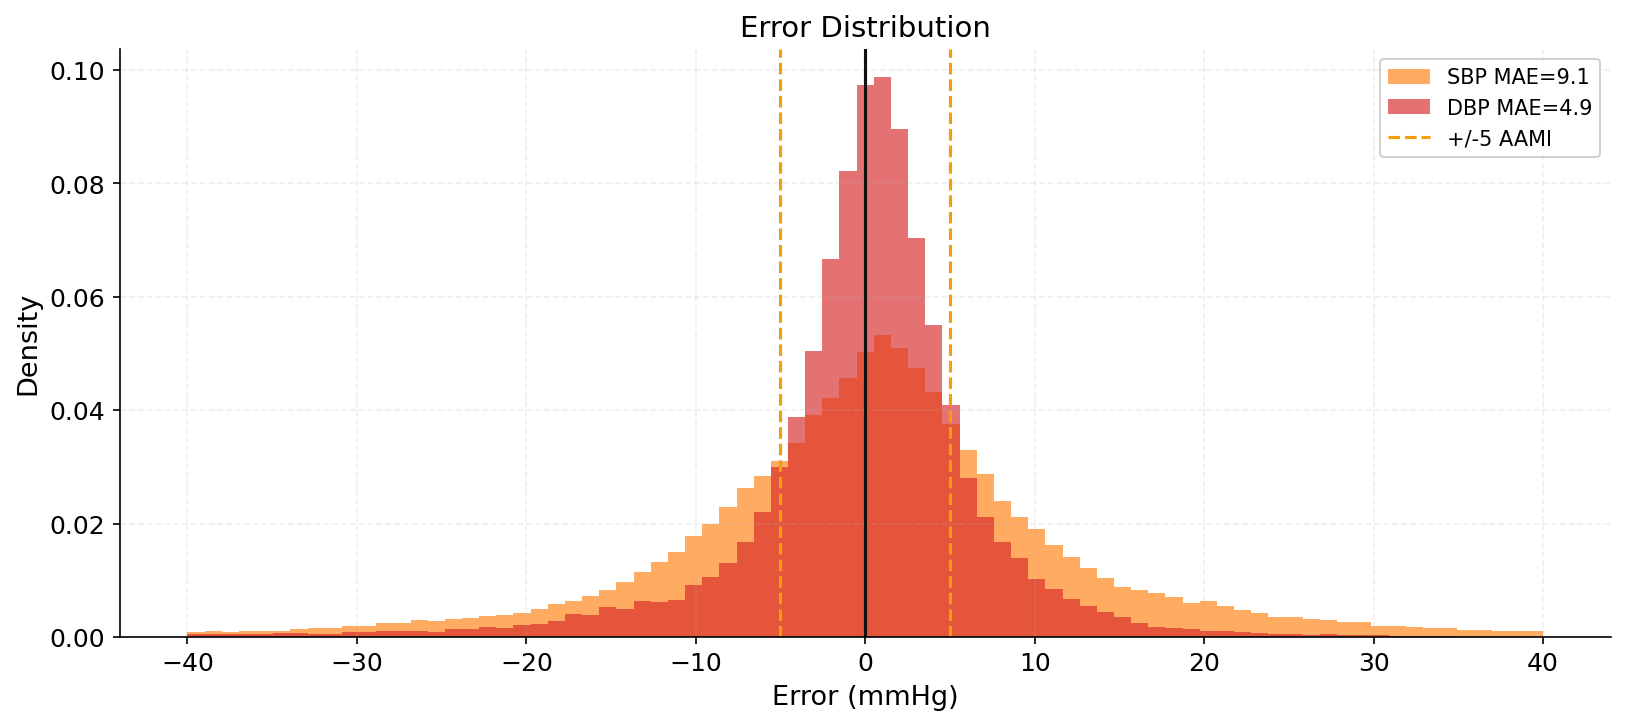 Error Distribution
SBP MAE=9.1
DBP MAE=4.9
+/-5 AAMI
Density
0.10
0.08
0.06
0.04
0.02
0.00
−40
−30
−20
−10
0
10
20
30
40
Error (mmHg)